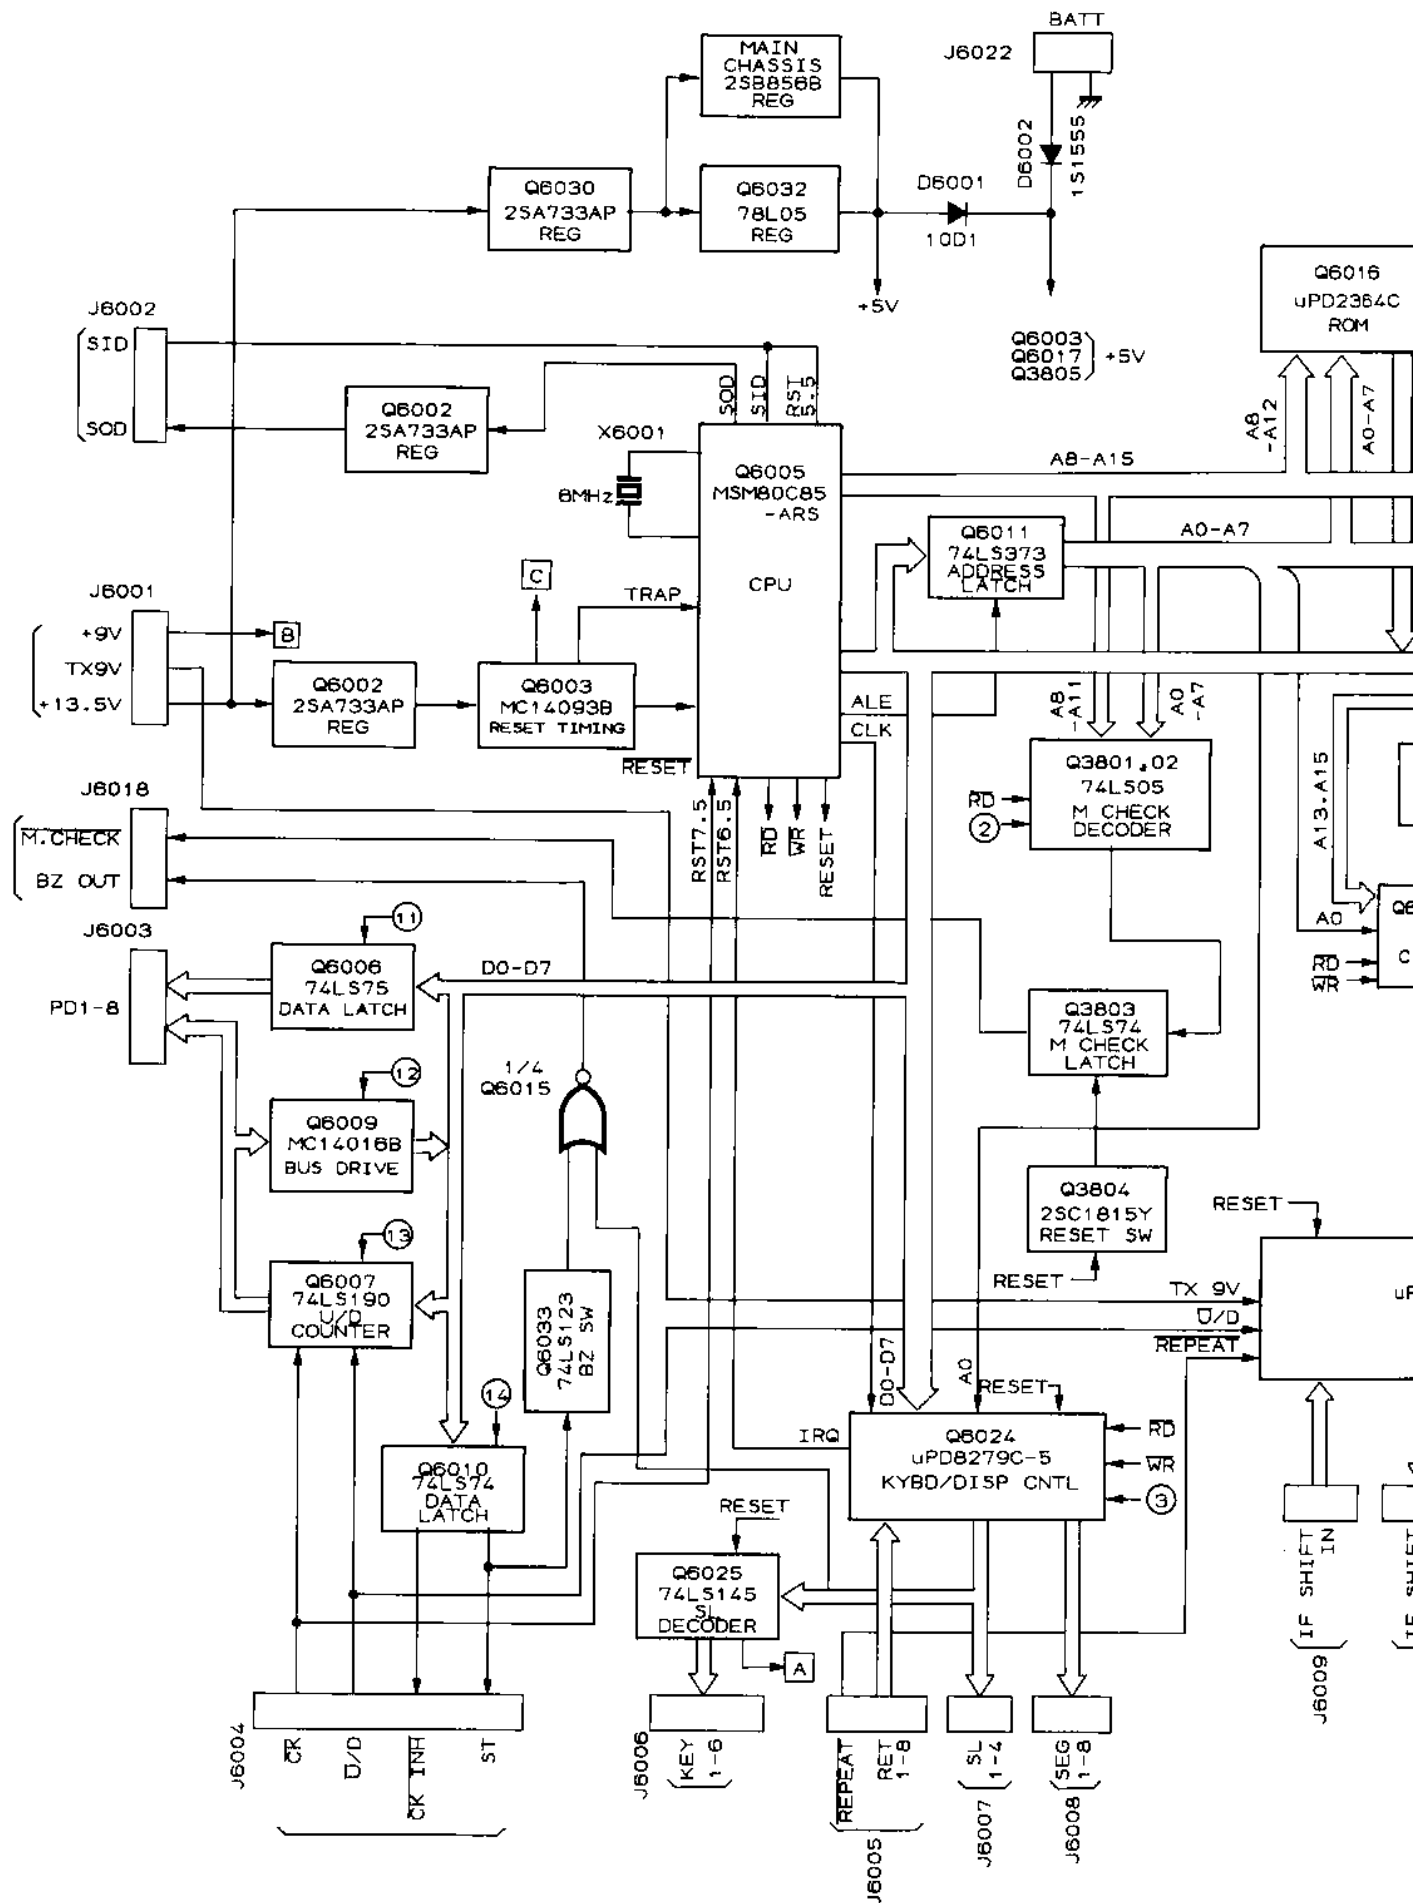 BATT
J6022
MAIN
CHASSIS
2SB856B
REG
D6002
1S1555
Q6030
2SA733AP
REG
Q6032
78L05
REG
D6001
10D1
+5V
Q6016
uPD2364C
ROM
J6002
SID
SOD
Q6003
Q6017
Q3805
+5V
Q6002
2SA733AP
REG
SOD
SID
RST
5.5
X6001
6MHz
Q6005
MSM80C85
-ARS
CPU
A8-A15
A8
-A12
A0-A7
Q6011
74LS373
ADDRESS
LATCH
A0-A7
C
TRAP
J6001
+9V
TX9V
+13.5V
B
Q6002
2SA733AP
REG
Q6003
MC14093B
RESET TIMING
RESET
ALE
CLK
A8
-A11
A0
-A7
Q3801.02
74LS05
M CHECK
DECODER
RD
2
A13.A15
J6018
M.CHECK
BZ OUT
RST7.5
RST6.5
RD
WR
RESET
J6003
PD1-8
11
Q6006
74LS75
DATA LATCH
D0-D7
A0
RD
WR
Q6
C
Q3803
74LS74
M CHECK
LATCH
1/4
Q6015
12
Q6009
MC14016B
BUS DRIVE
Q3804
2SC1815Y
RESET SW
RESET
RESET
13
Q6007
74LS190
U/D
COUNTER
Q6033
74LS123
BZ SW
TX 9V
U/D
REPEAT
uP
D0-D7
A0
RESET
14
Q6010
74LS74
DATA
LATCH
IRQ
Q6024
uPD8279C-5
KYBD/DISP CNTL
RD
WR
3
RESET
Q6025
74LS145
SL
DECODER
A
IF SHIFT
IN
J6009
IF SHIFT
J6004
CK
U/D
CK INH
ST
J6006
KEY
1-6
REPEAT
RET
1-8
J6005
SL
1-4
J6007
SEG
1-8
J6008